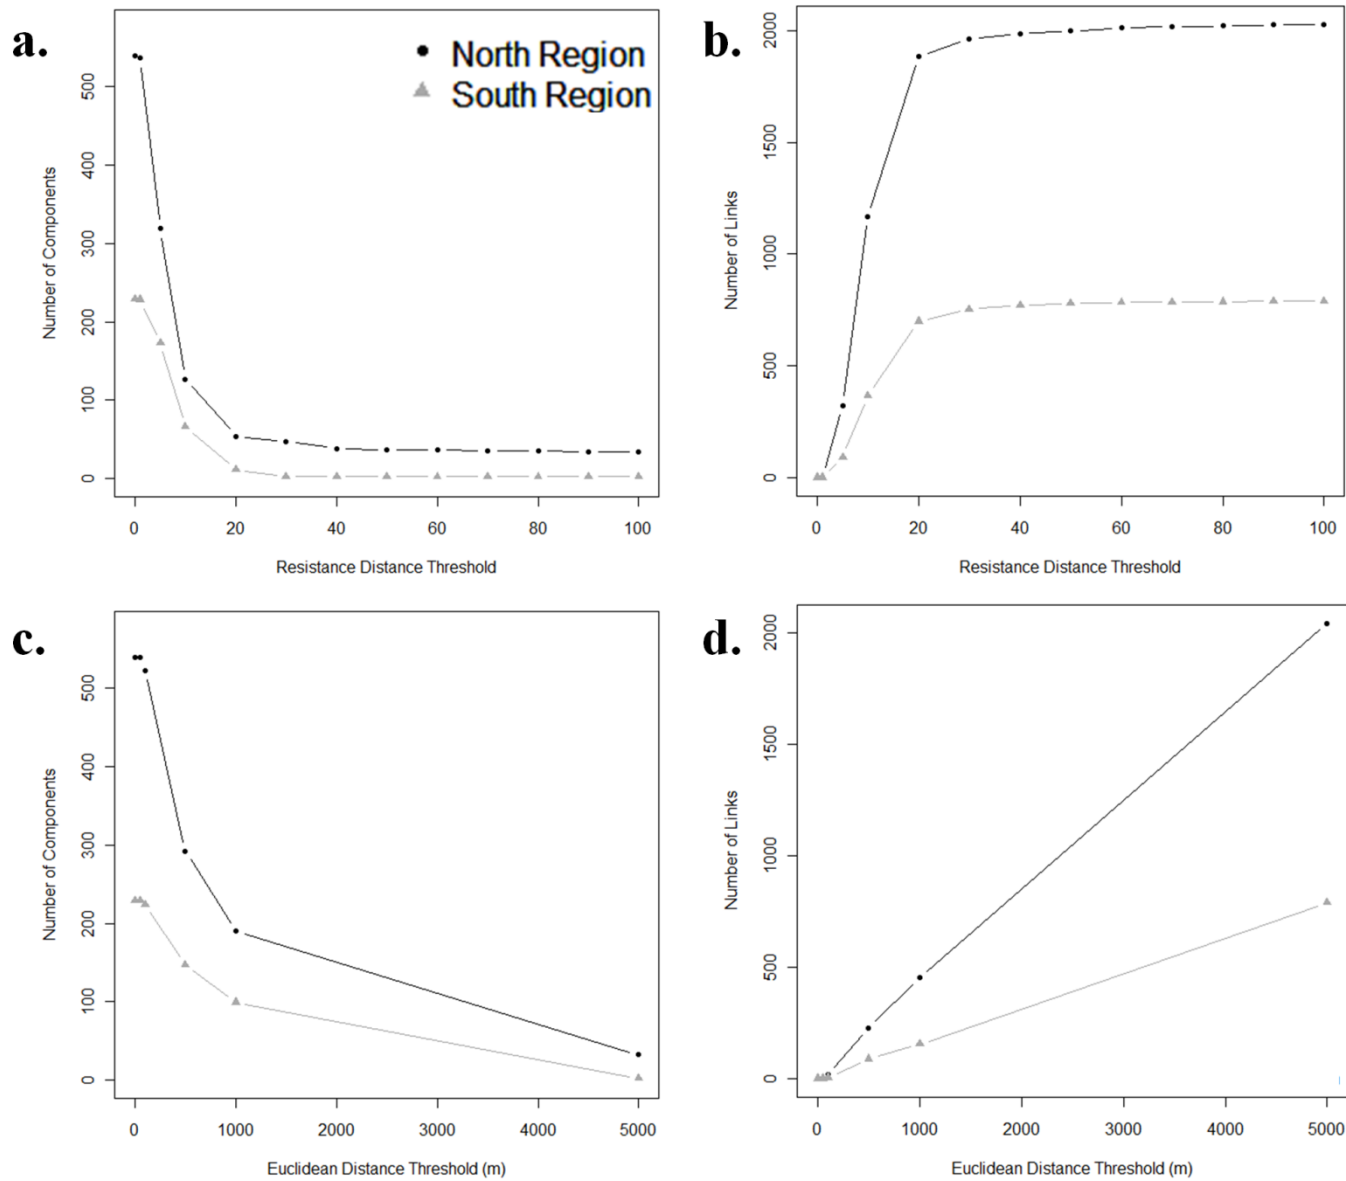 a.
North Region
South Region
Number of Components
0
100
200
300
400
500
0 20 40 60 80 100
Resistance Distance Threshold
b.
Number of Links
0
500
1000
1500
2000
0 20 40 60 80 100
Resistance Distance Threshold
c.
Number of Components
0
100
200
300
400
500
0 1000 2000 3000 4000 5000
Euclidean Distance Threshold (m)
d.
Number of Links
0
500
1000
1500
2000
0 1000 2000 3000 4000 5000
Euclidean Distance Threshold (m)